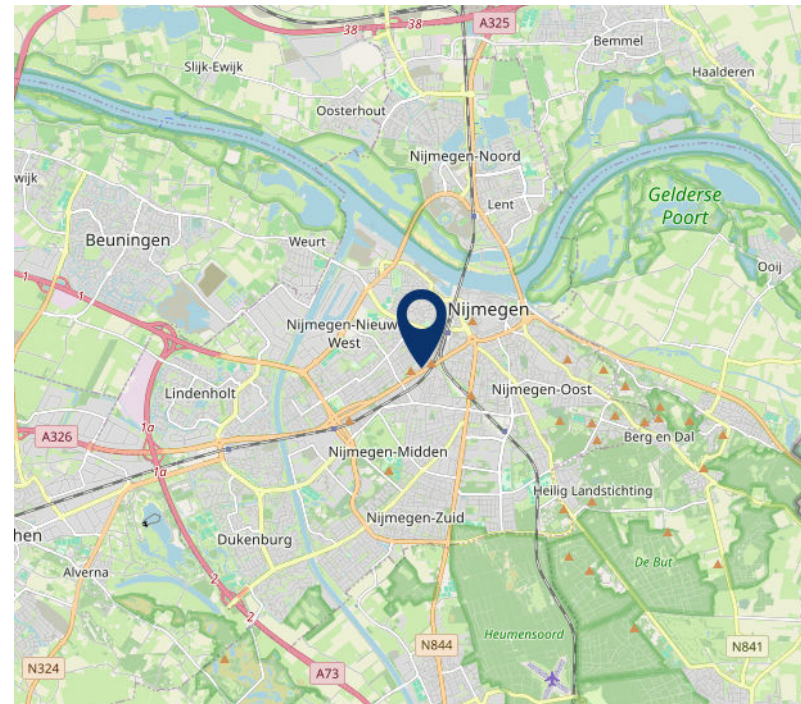 38
38
A325
Bemmel
Slijk-Ewijk
Haalderen
Oosterhout
Nijmegen-Noord
wijk
Gelderse
Poort
Lent
Beuningen
Weurt
Ooij
1
1
Nijmegen
Nijmegen-Nieuw
West
Lindenholt
Nijmegen-Oost
1a
A326
Berg en Dal
Nijmegen-Midden
1a
Heilig Landstichting
Nijmegen-Zuid
hen
Dukenburg
De But
Alverna
2
2
Heumensoord
N844
N841
N324
A73